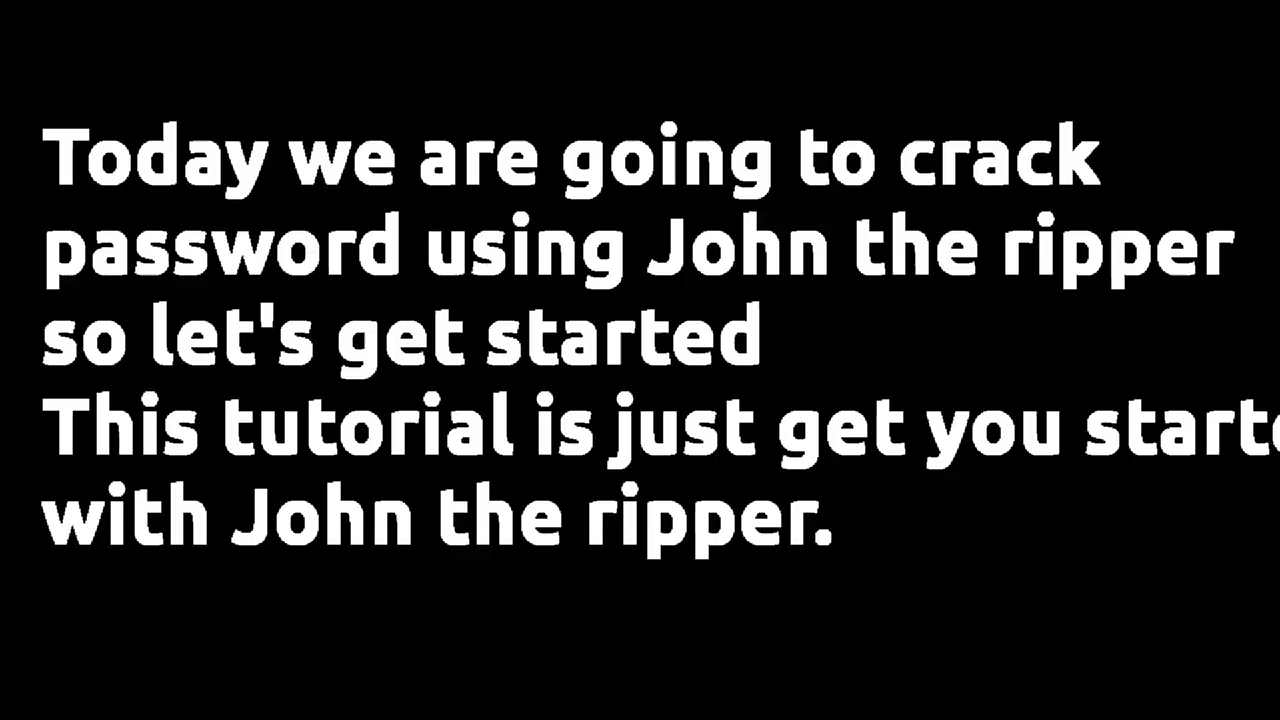 Today we are going to crack
password using John the ripper
so let's get started
This tutorial is just get you starte
with John the ripper.